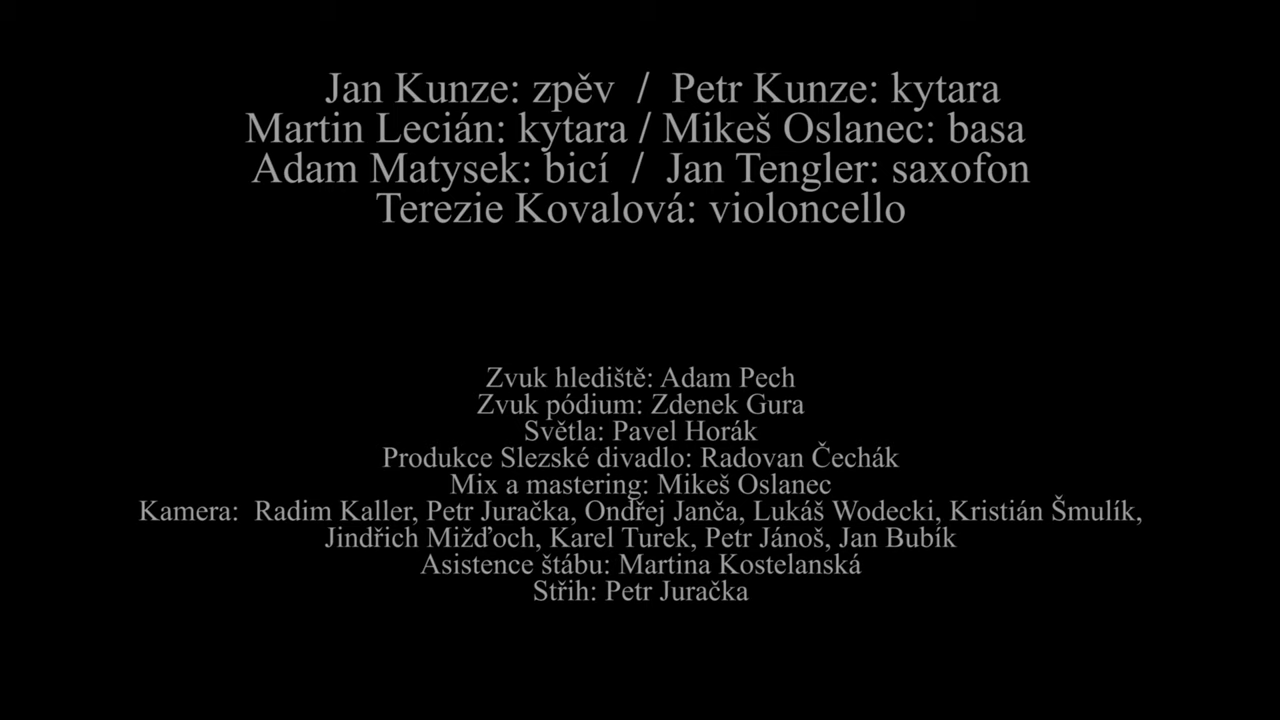 Jan Kunze: zpěv / Petr Kunze: kytara
Martin Lecián: kytara / Mikeš Oslanec: basa
Adam Matysek: bicí / Jan Tengler: saxofon
Terezie Kovalová: violoncello
Zvuk hlediště: Adam Pech
Zvuk pódium: Zdenek Gura
Světla: Pavel Horák
Produkce Slezské divadlo: Radovan Čechák
Mix a mastering: Mikeš Oslanec
Kamera: Radim Kaller, Petr Juračka, Ondřej Janča, Lukáš Wodecki, Kristián Šmulík,
Jindřich Mižďoch, Karel Turek, Petr Jánoš, Jan Bubík
Asistence štábu: Martina Kostelanská
Střih: Petr Juračka